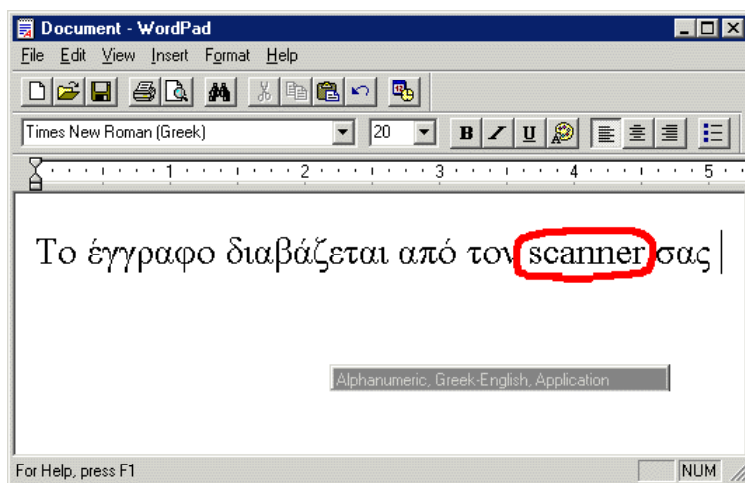 Document - WordPad
File Edit View Insert Format Help
Times New Roman (Greek) 20 B I U
1 2 3 4 5
Το έγγραφο διαβάζεται από τον scanner σας
Alphanumeric, Greek-English, Application
For Help, press F1 NUM